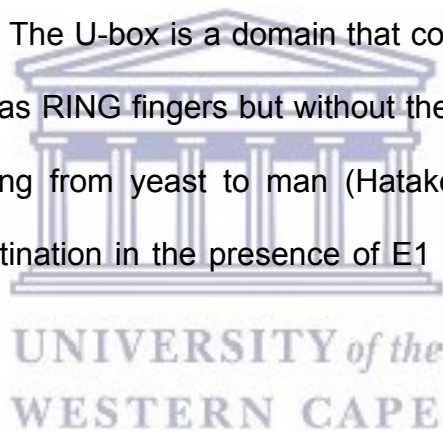 The U-box is a domain that co
as RING fingers but without the
ng from yeast to man (Hatake
tination in the presence of E1
UNIVERSITY of the
WESTERN CAPE